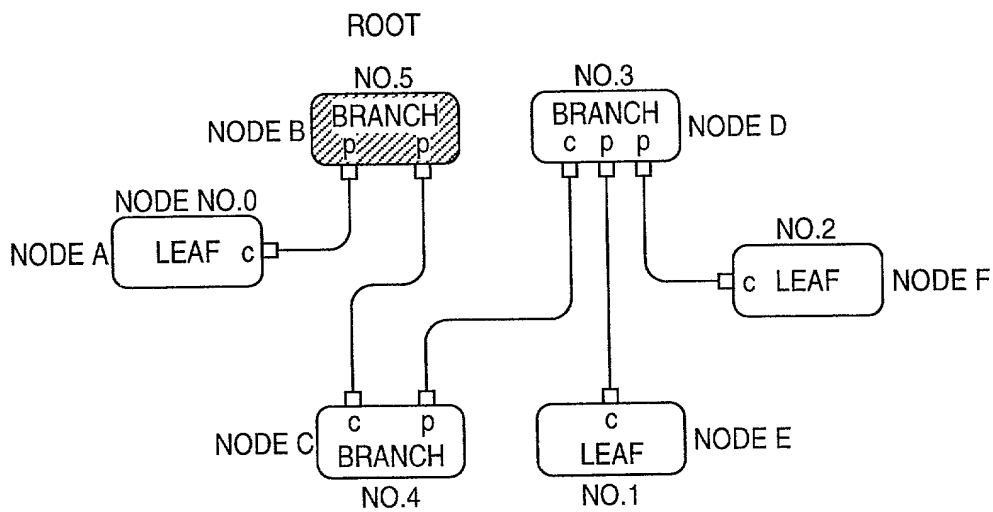 ROOT
NO.5
BRANCH
p p
NODE B
NO.3
BRANCH
c p p
NODE D
NODE NO.0
NODE A
LEAF c
NO.2
c LEAF
NODE F
c p
BRANCH
NODE C
NO.4
c
LEAF
NODE E
NO.1